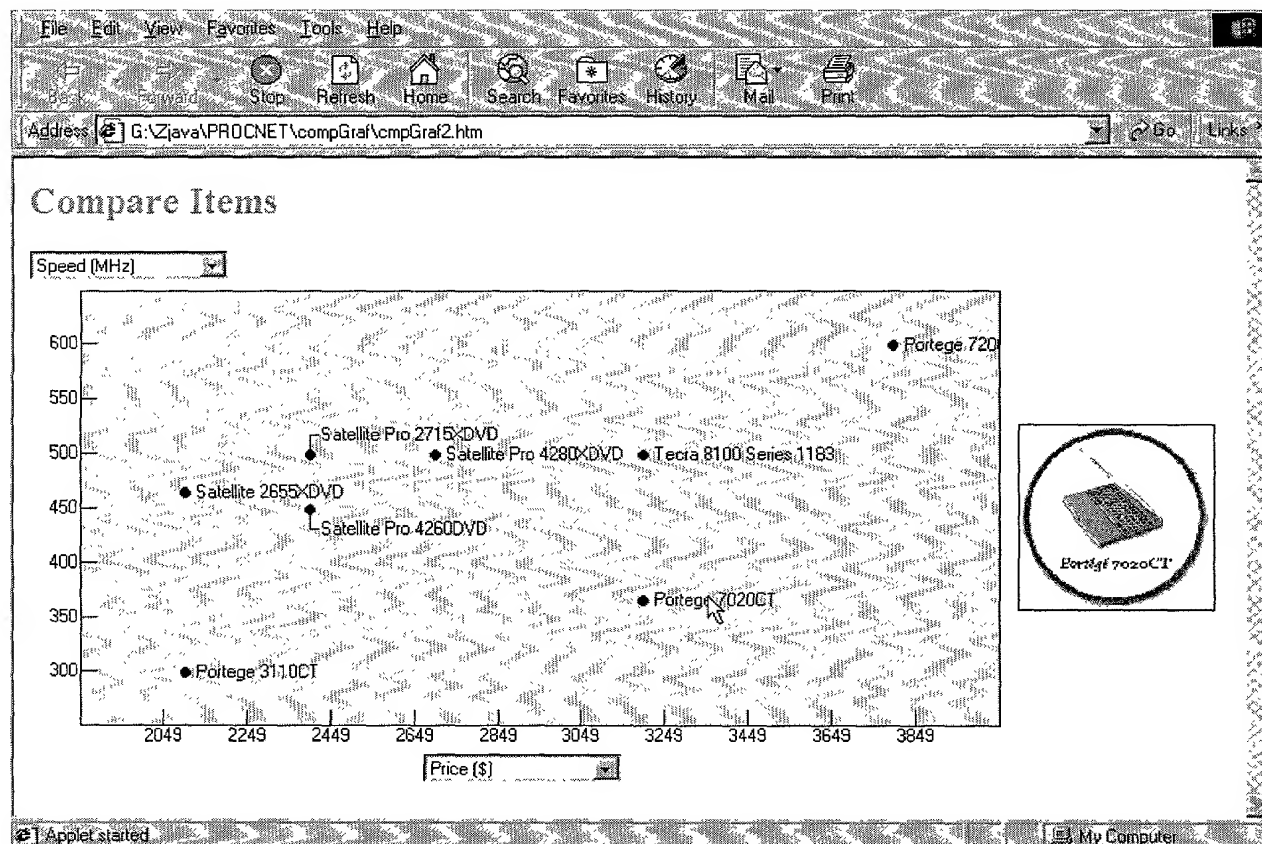 File Edit View Favorites Tools Help
Back Forward Stop Refresh Home Search Favorites History Mail Print
Address G:\Zjava\PROCNET\compGraf\cmpGraf2.htm Go Links »
Compare Items
Speed (MHz)
600
Portege 720
550
Satellite Pro 2715XDVD
500
Satellite Pro 4280XDVD
Tecra 8100 Series 1183
Satellite 2655XDVD
450
Satellite Pro 4260DVD
400
Portege 7020CT
350
300
Portege 3110CT
Portégé 7020CT
2049 2249 2449 2649 2849 3049 3249 3449 3649 3849
Price ($)
Applet started
My Computer